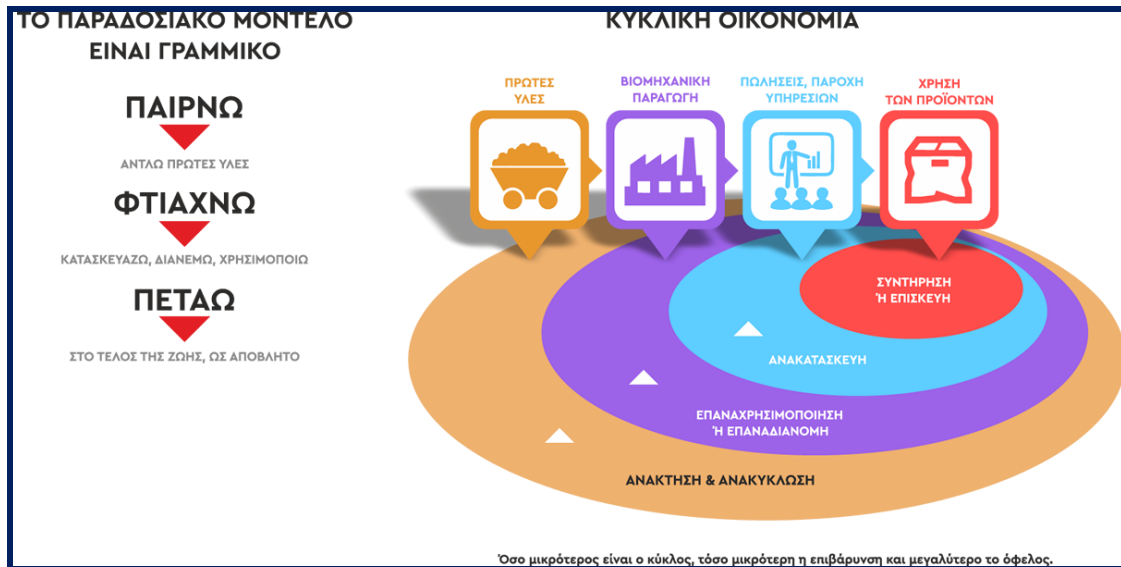 ΤΟ ΠΑΡΑΔΟΣΙΑΚΟ ΜΟΝΤΕΛΟ
ΕΙΝΑΙ ΓΡΑΜΜΙΚΟ
ΠΑΙΡΝΩ
ΑΝΤΛΩ ΠΡΩΤΕΣ ΥΛΕΣ
ΦΤΙΑΧΝΩ
ΚΑΤΑΣΚΕΥΑΖΩ, ΔΙΑΝΕΜΩ, ΧΡΗΣΙΜΟΠΟΙΩ
ΠΕΤΑΩ
ΣΤΟ ΤΕΛΟΣ ΤΗΣ ΖΩΗΣ, ΩΣ ΑΠΟΒΛΗΤΟ
ΚΥΚΛΙΚΗ ΟΙΚΟΝΟΜΙΑ
ΠΡΩΤΕΣ
ΥΛΕΣ
ΒΙΟΜΗΧΑΝΙΚΗ
ΠΑΡΑΓΩΓΗ
ΠΩΛΗΣΕΙΣ, ΠΑΡΟΧΗ
ΥΠΗΡΕΣΙΩΝ
ΧΡΗΣΗ
ΤΩΝ ΠΡΟΪΟΝΤΩΝ
ΣΥΝΤΗΡΗΣΗ
Ή ΕΠΙΣΚΕΥΗ
ΑΝΑΚΑΤΑΣΚΕΥΗ
ΕΠΑΝΑΧΡΗΣΙΜΟΠΟΙΗΣΗ
Ή ΕΠΑΝΑΔΙΑΝΟΜΗ
ΑΝΑΚΤΗΣΗ & ΑΝΑΚΥΚΛΩΣΗ
Όσο μικρότερος είναι ο κύκλος, τόσο μικρότερη η επιβάρυνση και μεγαλύτερο το όφελος.